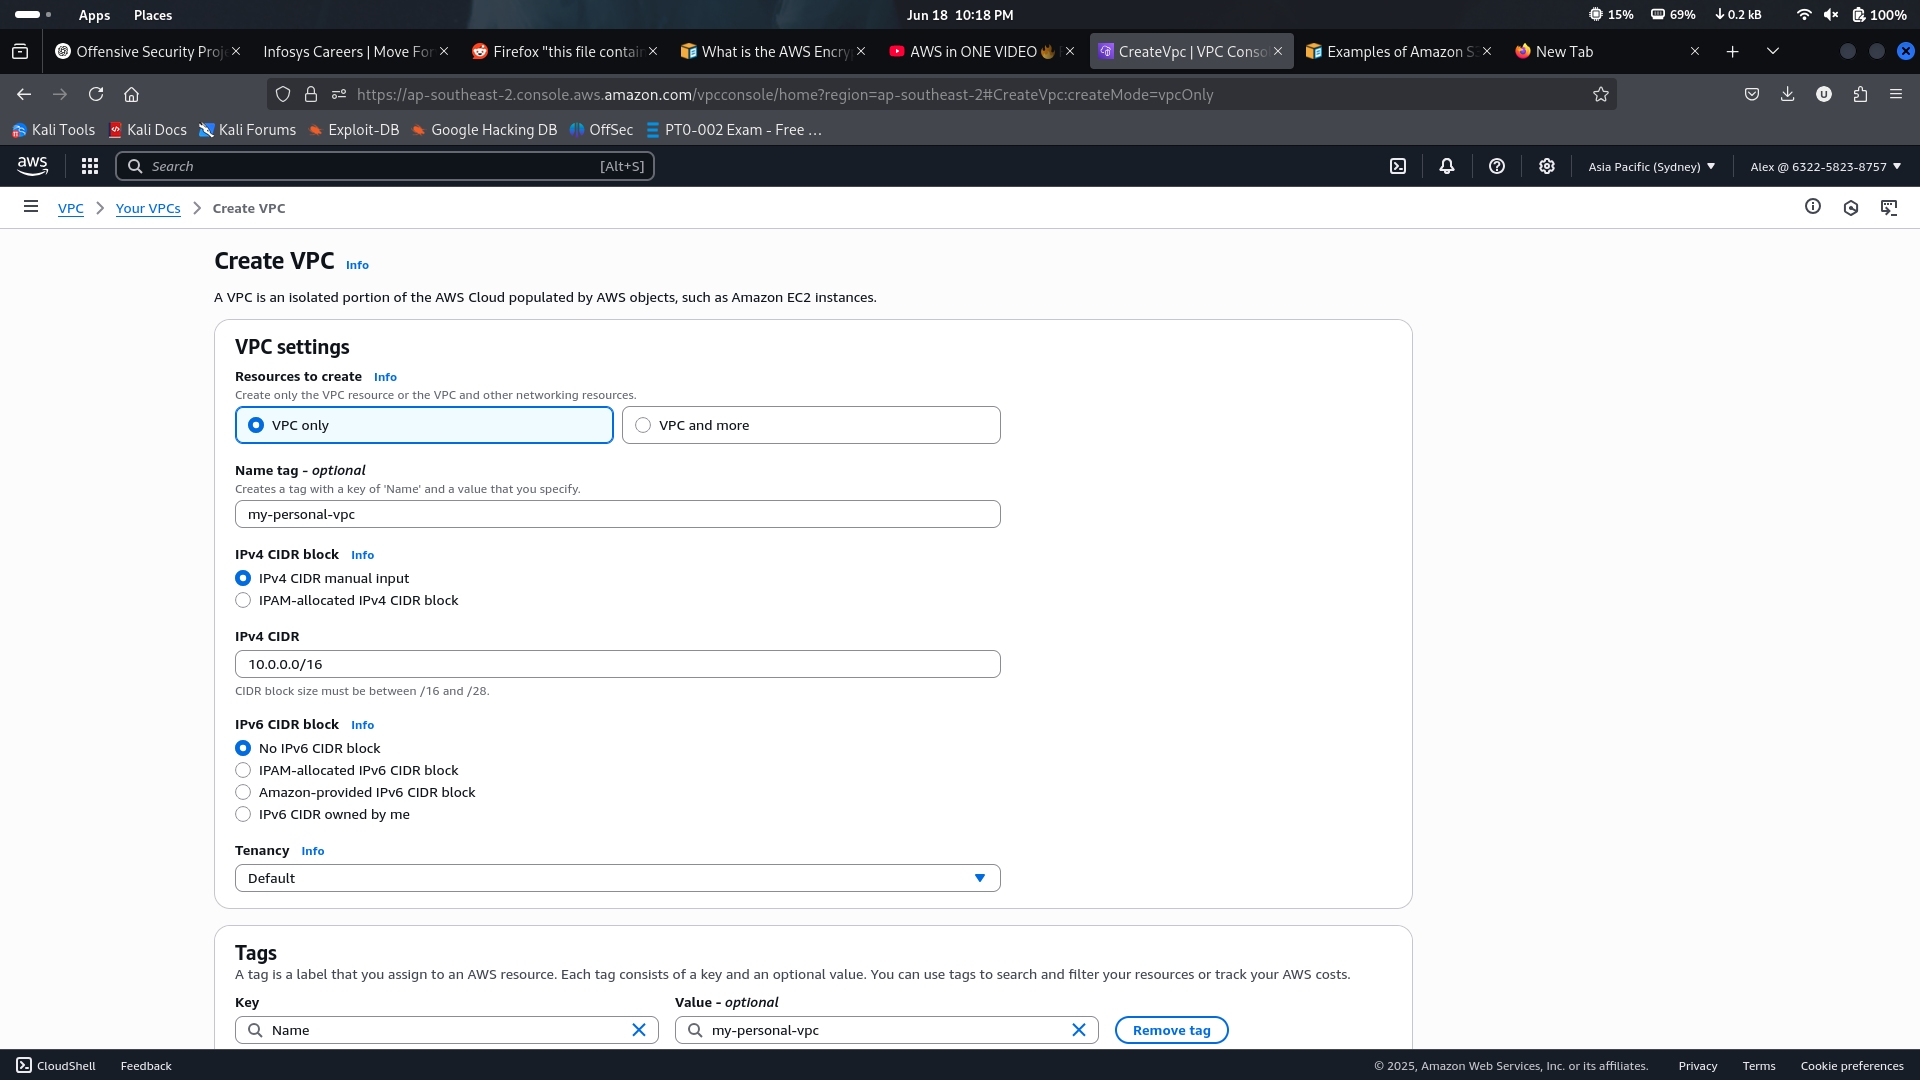 Apps Places Jun 18 10:18 PM 15% 69% 0.2 kB 100%
Offensive Security Proje Infosys Careers | Move For Firefox "this file contain What is the AWS Encryp AWS in ONE VIDEO CreateVpc | VPC Conso Examples of Amazon S3 New Tab
https://ap-southeast-2.console.aws.amazon.com/vpcconsole/home?region=ap-southeast-2#CreateVpc:createMode=vpcOnly
Kali Tools Kali Docs Kali Forums Exploit-DB Google Hacking DB OffSec PT0-002 Exam - Free …
aws Search [Alt+S] Asia Pacific (Sydney) Alex @ 6322-5823-8757
VPC Your VPCs Create VPC
Create VPC Info
A VPC is an isolated portion of the AWS Cloud populated by AWS objects, such as Amazon EC2 instances.
VPC settings
Resources to create Info
Create only the VPC resource or the VPC and other networking resources.
VPC only VPC and more
Name tag - optional
Creates a tag with a key of 'Name' and a value that you specify.
my-personal-vpc
IPv4 CIDR block Info
IPv4 CIDR manual input
IPAM-allocated IPv4 CIDR block
IPv4 CIDR
10.0.0.0/16
CIDR block size must be between /16 and /28.
IPv6 CIDR block Info
No IPv6 CIDR block
IPAM-allocated IPv6 CIDR block
Amazon-provided IPv6 CIDR block
IPv6 CIDR owned by me
Tenancy Info
Default
Tags
A tag is a label that you assign to an AWS resource. Each tag consists of a key and an optional value. You can use tags to search and filter your resources or track your AWS costs.
Key Value - optional
Name my-personal-vpc Remove tag
CloudShell Feedback © 2025, Amazon Web Services, Inc. or its affiliates. Privacy Terms Cookie preferences